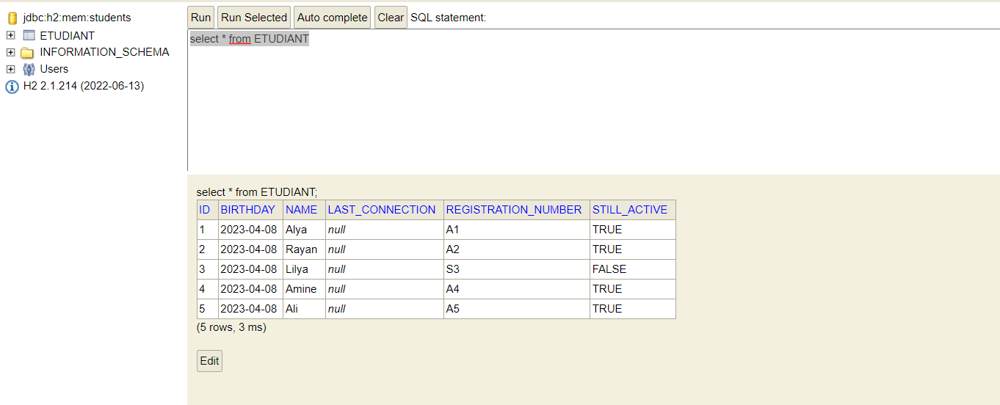 jdbc:h2:mem:students
ETUDIANT
INFORMATION_SCHEMA
Users
H2 2.1.214 (2022-06-13)
Run Run Selected Auto complete Clear SQL statement:
select * from ETUDIANT
select * from ETUDIANT;
ID BIRTHDAY NAME LAST_CONNECTION REGISTRATION_NUMBER STILL_ACTIVE
1 2023-04-08 Alya null A1 TRUE
2 2023-04-08 Rayan null A2 TRUE
3 2023-04-08 Lilya null S3 FALSE
4 2023-04-08 Amine null A4 TRUE
5 2023-04-08 Ali null A5 TRUE
(5 rows, 3 ms)
Edit